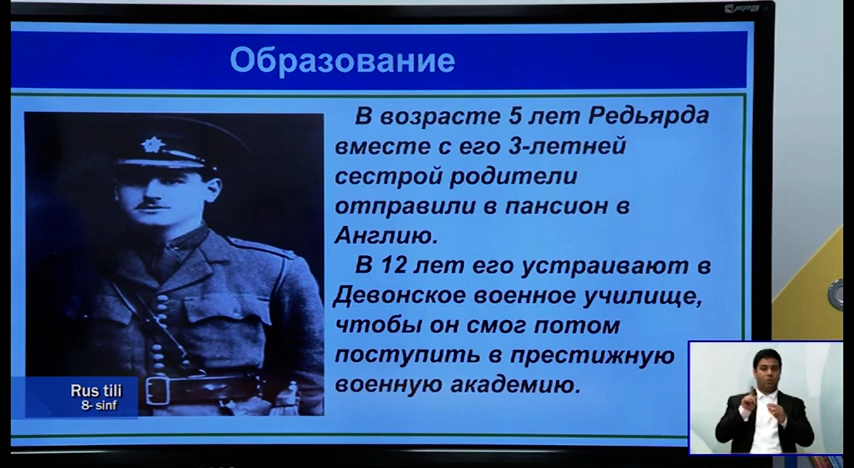 Образование
В возрасте 5 лет Редьярда
вместе с его 3-летней
сестрой родители
отправили в пансион в
Англию.
В 12 лет его устраивают в
Девонское военное училище,
чтобы он смог потом
поступить в престижную
военную академию.
Rus tili
8- sinf